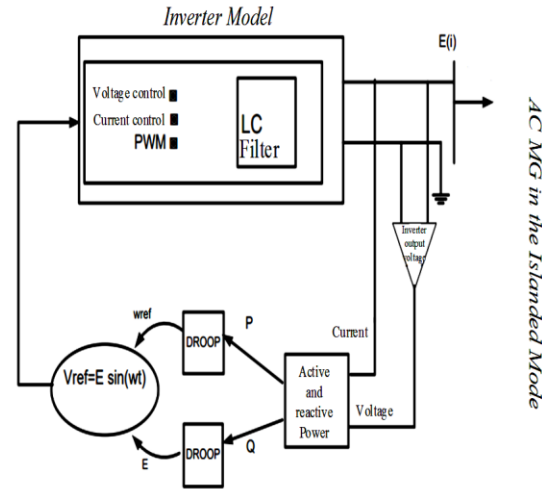 Inverter Model
E(i)
Voltage control
Current control
PWM
LC
Filter
AC MG in the Islanded Mode
Inverter
output
voltage
wref
P
DROOP
Current
Vref=E sin(wt)
Active
and
reactive
Power
Voltage
E
DROOP
Q